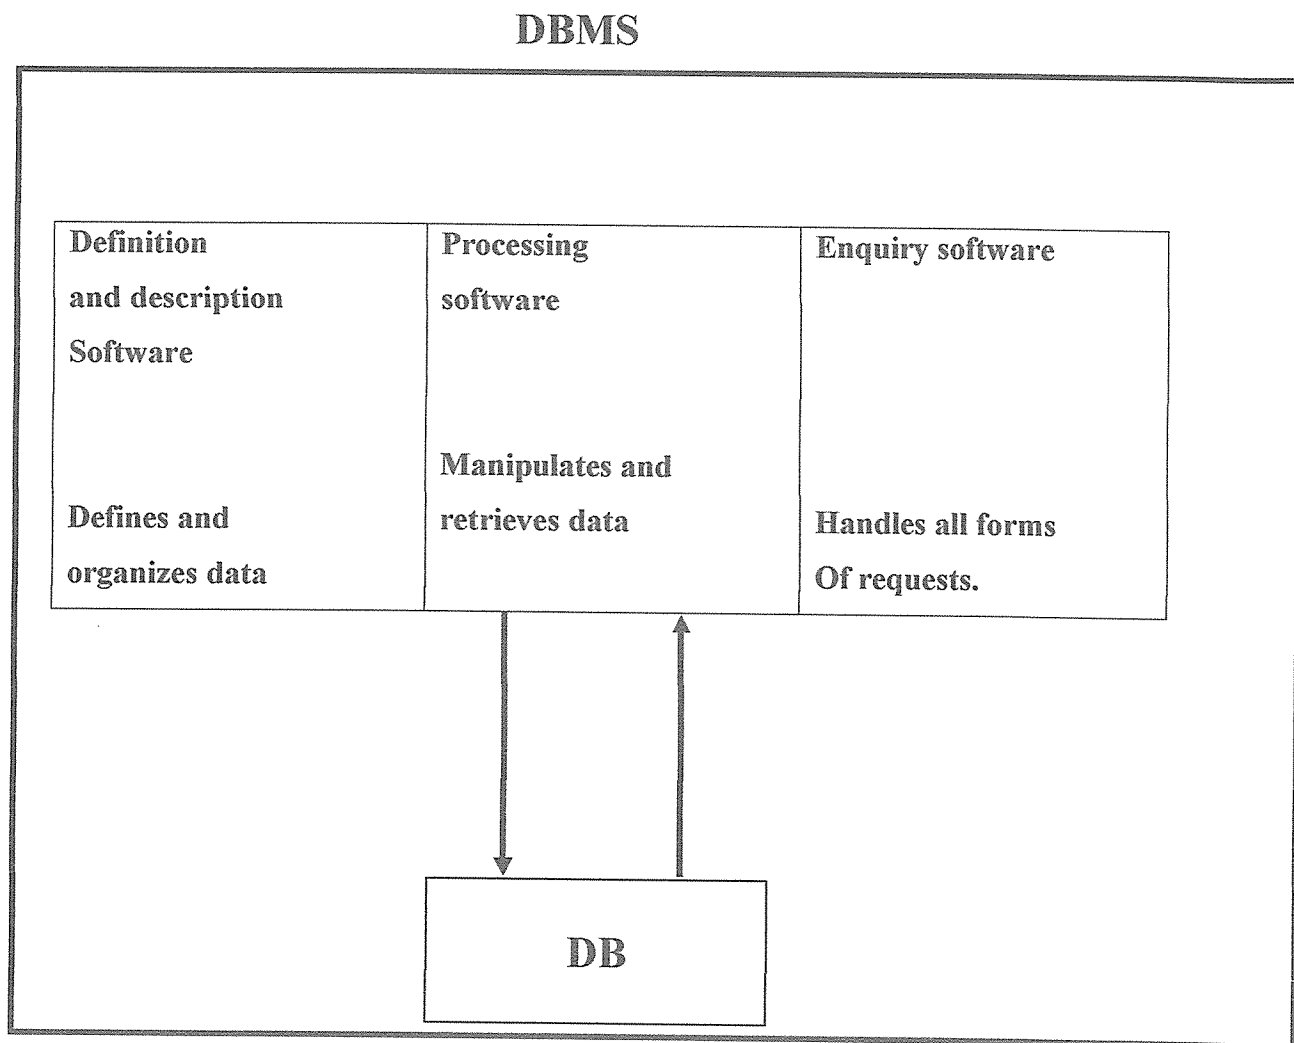 DBMS
Definition
and description
Software
Defines and
organizes data
Processing
software
Manipulates and
retrieves data
Enquiry software
Handles all forms
Of requests.
DB